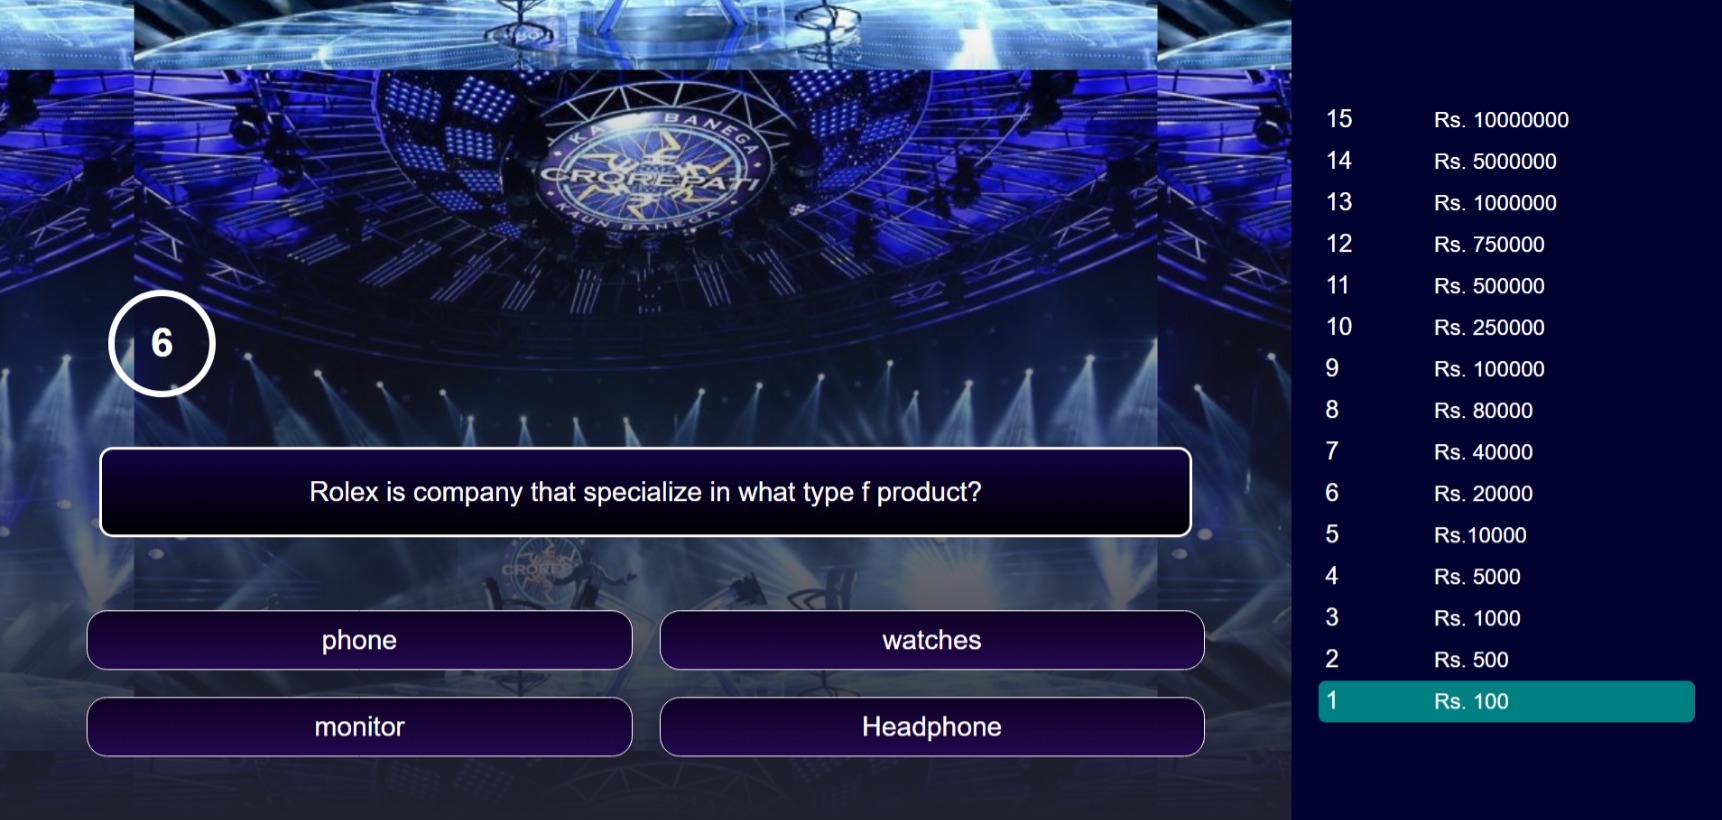 KAUN BANEGA
CROREPATI
KAUN BANEGA
6
Rolex is company that specialize in what type f product?
phone
watches
monitor
Headphone
15 Rs. 10000000
14 Rs. 5000000
13 Rs. 1000000
12 Rs. 750000
11 Rs. 500000
10 Rs. 250000
9 Rs. 100000
8 Rs. 80000
7 Rs. 40000
6 Rs. 20000
5 Rs.10000
4 Rs. 5000
3 Rs. 1000
2 Rs. 500
1 Rs. 100